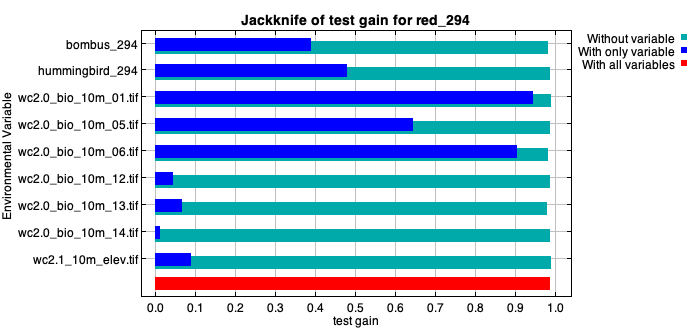 Jackknife of test gain for red_294
Without variable
With only variable
With all variables
Environmental Variable
bombus_294
hummingbird_294
wc2.0_bio_10m_01.tif
wc2.0_bio_10m_05.tif
wc2.0_bio_10m_06.tif
wc2.0_bio_10m_12.tif
wc2.0_bio_10m_13.tif
wc2.0_bio_10m_14.tif
wc2.1_10m_elev.tif
0.0 0.1 0.2 0.3 0.4 0.5 0.6 0.7 0.8 0.9 1.0
test gain